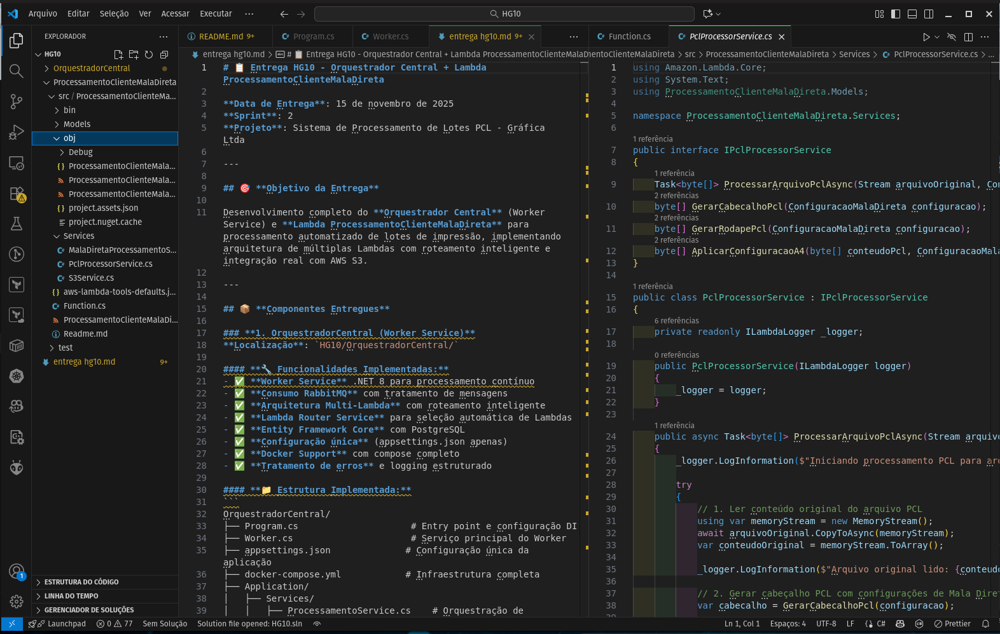 Arquivo Editar Seleção Ver Acessar Executar ··· HG10
EXPLORADOR ···
HG10
OrquestradorCentral
ProcessamentoClienteMalaDireta
src / ProcessamentoClienteMa...
bin
Models
obj
Debug
ProcessamentoClienteMala...
ProcessamentoClienteMala...
ProcessamentoClienteMala...
project.assets.json
project.nuget.cache
Services
MalaDiretaProcessamentoS...
PclProcessorService.cs
S3Service.cs
aws-lambda-tools-defaults.j...
Function.cs
ProcessamentoClienteMalaDi...
Readme.md
test
entrega hg10.md 9+
ESTRUTURA DO CÓDIGO
LINHA DO TEMPO
GERENCIADOR DE SOLUÇÕES
README.md 9+ Program.cs Worker.cs entrega hg10.md 9+ ···
entrega hg10.md > # 📋 Entrega HG10 - Orquestrador Central + Lambda ProcessamentoClienteMalaD
1 # 📋 Entrega HG10 - Orquestrador Central + Lambda
ProcessamentoClienteMalaDireta
2
3 **Data de Entrega**: 15 de novembro de 2025
4 **Sprint**: 2
5 **Projeto**: Sistema de Processamento de Lotes PCL - Gráfica
Ltda
6
7 ---
8
9 ## 🎯 **Objetivo da Entrega**
10
11 Desenvolvimento completo do **Orquestrador Central** (Worker
Service) e **Lambda ProcessamentoClienteMalaDireta** para
processamento automatizado de lotes de impressão, implementando
arquitetura de múltiplas Lambdas com roteamento inteligente e
integração real com AWS S3.
12
13 ---
14
15 ## 📦 **Componentes Entregues**
16
17 ### **1. OrquestradorCentral (Worker Service)**
18 **Localização**: `HG10/OrquestradorCentral/`
19
20 #### **🔧 Funcionalidades Implementadas:**
21 - ✅ **Worker Service** .NET 8 para processamento contínuo
22 - ✅ **Consumo RabbitMQ** com tratamento de mensagens
23 - ✅ **Arquitetura Multi-Lambda** com roteamento inteligente
24 - ✅ **Lambda Router Service** para seleção automática de Lambdas
25 - ✅ **Entity Framework Core** com PostgreSQL
26 - ✅ **Configuração única** (appsettings.json apenas)
27 - ✅ **Docker Support** com compose completo
28 - ✅ **Tratamento de erros** e logging estruturado
29
30 #### **📁 Estrutura Implementada:**
31 ```
32 OrquestradorCentral/
33 ├── Program.cs # Entry point e configuração DI
34 ├── Worker.cs # Serviço principal do Worker
35 ├── appsettings.json # Configuração única da
aplicação
36 ├── docker-compose.yml # Infraestrutura completa
37 ├── Application/
38 │ ├── Services/
39 │ │ ├── ProcessamentoService.cs # Orquestração de
Function.cs PclProcessorService.cs ···
ntoClienteMalaDireta > src > ProcessamentoClienteMalaDireta > Services > PclProcessorService.cs > ...
1 using Amazon.Lambda.Core;
2 using System.Text;
3 using ProcessamentoClienteMalaDireta.Models;
4
5 namespace ProcessamentoClienteMalaDireta.Services;
6
1 referência
7 public interface IPclProcessorService
8 {
1 referência
9 Task<byte[]> ProcessarArquivoPclAsync(Stream arquivoOriginal, Con
2 referências
10 byte[] GerarCabecalhoPcl(ConfiguracaoMalaDireta configuracao);
2 referências
11 byte[] GerarRodapePcl(ConfiguracaoMalaDireta configuracao);
2 referências
12 byte[] AplicarConfiguracaoA4(byte[] conteudoPcl, ConfiguracaoMala
13 }
14
1 referência
15 public class PclProcessorService : IPclProcessorService
16 {
6 referências
17 private readonly ILambdaLogger _logger;
18
0 referências
19 public PclProcessorService(ILambdaLogger logger)
20 {
21 _logger = logger;
22 }
23
1 referência
24 public async Task<byte[]> ProcessarArquivoPclAsync(Stream arquivo
25 {
26 _logger.LogInformation($"Iniciando processamento PCL para arq
27
28 try
29 {
30 // 1. Ler conteúdo original do arquivo PCL
31 using var memoryStream = new MemoryStream();
32 await arquivoOriginal.CopyToAsync(memoryStream);
33 var conteudoOriginal = memoryStream.ToArray();
34
35 _logger.LogInformation($"Arquivo original lido: {conteudo
36
37 // 2. Gerar cabeçalho PCL com configurações de Mala Diret
38 var cabecalho = GerarCabecalhoPcl(configuracao);
39
1
Launchpad 0 77 Sem Solução Solution file opened: HG10.sln Ln 1, Col 1 Espaços: 4 UTF-8 LF C# Prettier